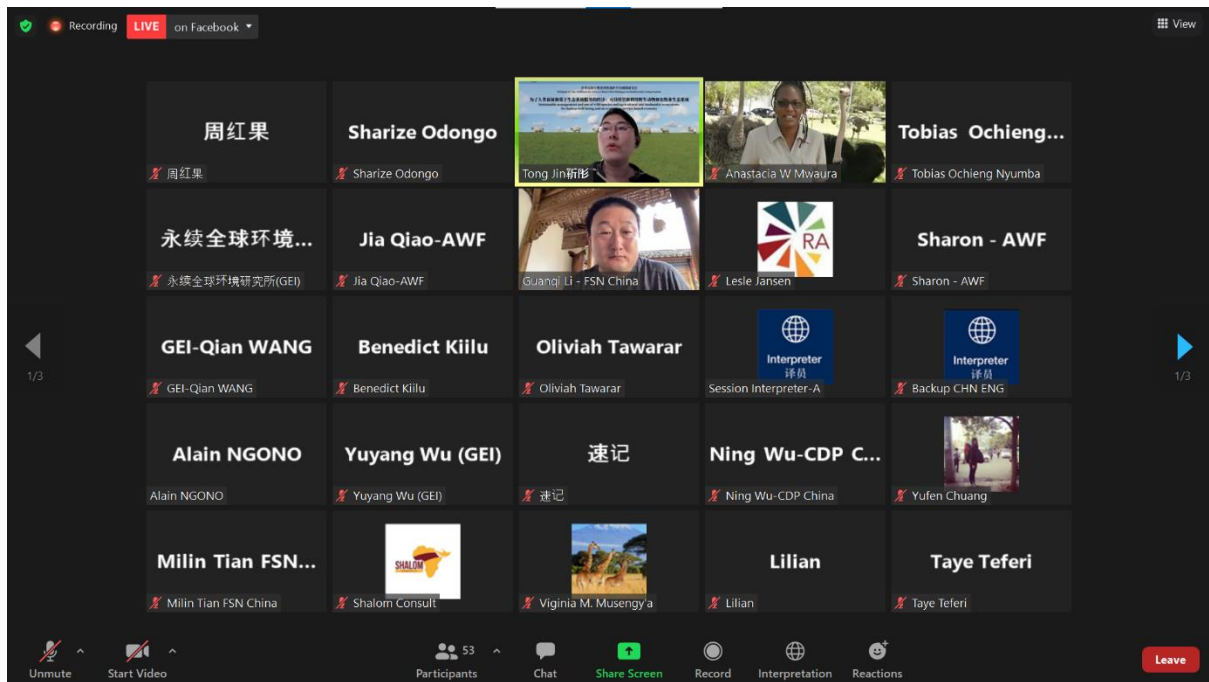 Recording
LIVE on Facebook
View
周红果
周红果
Sharize Odongo
Sharize Odongo
Tong Jin靳彤
Anastacia W Mwaura
Tobias Ochieng...
Tobias Ochieng Nyumba
永续全球环境...
永续全球环境研究所(GEI)
Jia Qiao-AWF
Jia Qiao-AWF
Guanqi Li - FSN China
RA
Lesle Jansen
Sharon - AWF
Sharon - AWF
GEI-Qian WANG
GEI-Qian WANG
Benedict Kiilu
Benedict Kiilu
Oliviah Tawarar
Oliviah Tawarar
Interpreter
译员
Session Interpreter-A
Interpreter
译员
Backup CHN ENG
1/3
1/3
Alain NGONO
Alain NGONO
Yuyang Wu (GEI)
Yuyang Wu (GEI)
速记
速记
Ning Wu-CDP C...
Ning Wu-CDP China
Yufen Chuang
Milin Tian FSN...
Milin Tian FSN China
SHALOM
Shalom Consult
Viginia M. Musengy'a
Lilian
Lilian
Taye Teferi
Taye Teferi
Unmute
Start Video
53
Participants
Chat
Share Screen
Record
Interpretation
Reactions
Leave